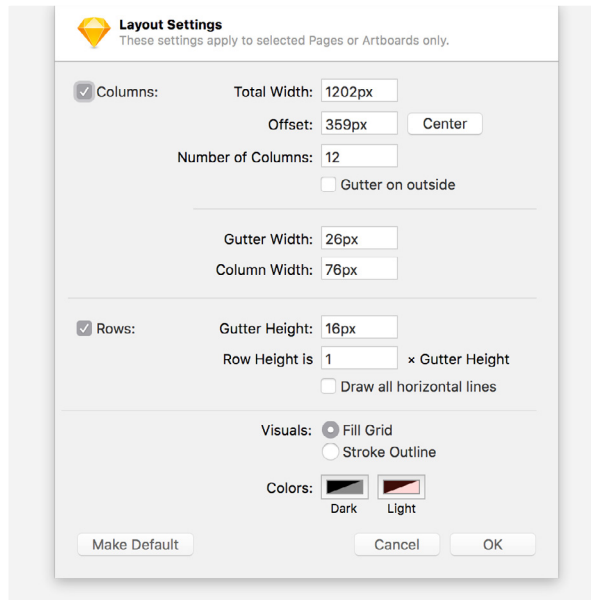 Layout Settings
These settings apply to selected Pages or Artboards only.
Columns: Total Width: 1202px
Offset: 359px Center
Number of Columns: 12
Gutter on outside
Gutter Width: 26px
Column Width: 76px
Rows: Gutter Height: 16px
Row Height is 1 × Gutter Height
Draw all horizontal lines
Visuals: Fill Grid
Stroke Outline
Colors:
Dark Light
Make Default Cancel OK